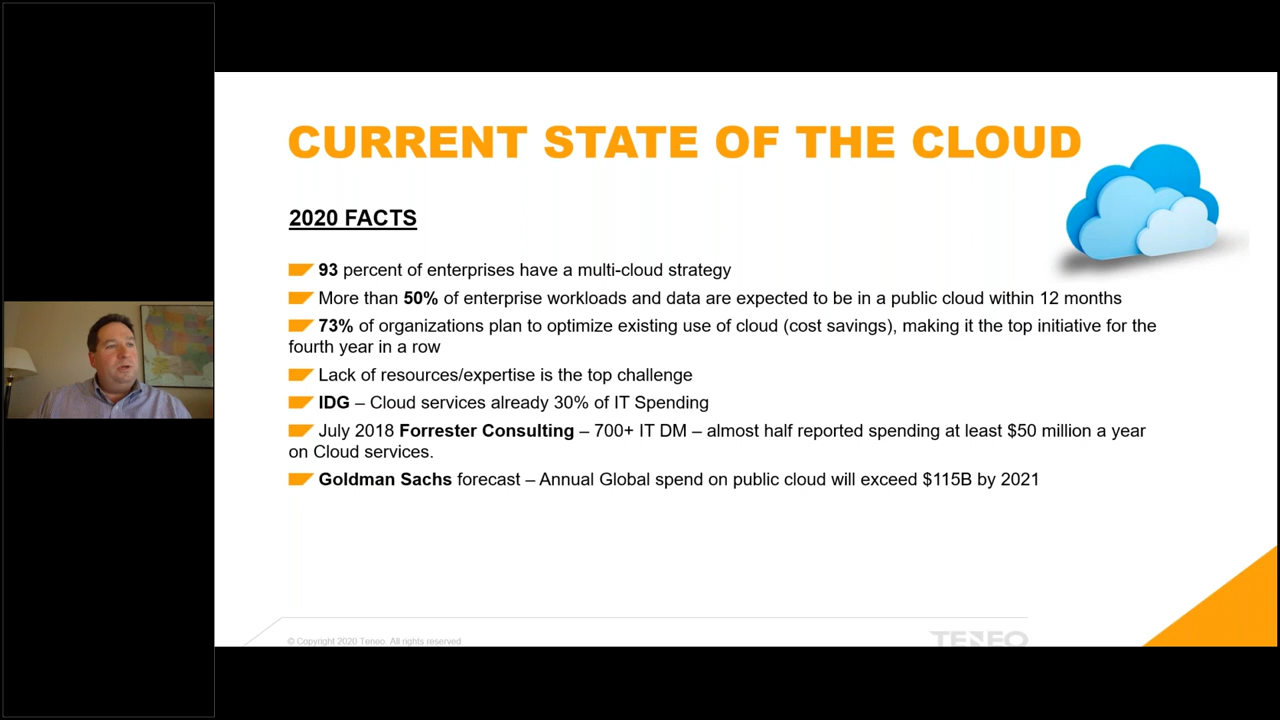 CURRENT STATE OF THE CLOUD
2020 FACTS
93 percent of enterprises have a multi-cloud strategy
More than 50% of enterprise workloads and data are expected to be in a public cloud within 12 months
73% of organizations plan to optimize existing use of cloud (cost savings), making it the top initiative for the
fourth year in a row
Lack of resources/expertise is the top challenge
IDG – Cloud services already 30% of IT Spending
July 2018 Forrester Consulting – 700+ IT DM – almost half reported spending at least $50 million a year
on Cloud services.
Goldman Sachs forecast – Annual Global spend on public cloud will exceed $115B by 2021
© Copyright 2020 Teneo. All rights reserved
TENEO